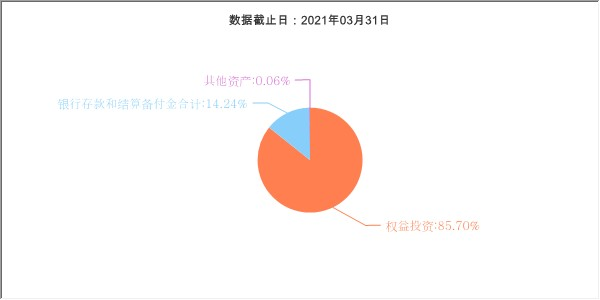 数据截止日：2021年03月31日
其他资产:0.06%
银行存款和结算备付金合计:14.24%
权益投资:85.70%